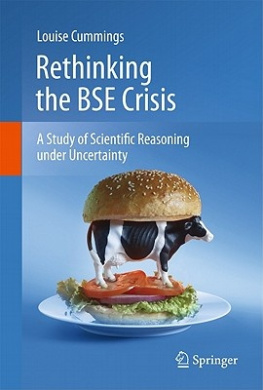 Louise Cummings
Rethinking
the BSE Crisis
A Study of Scientific Reasoning
under Uncertainty
Springer